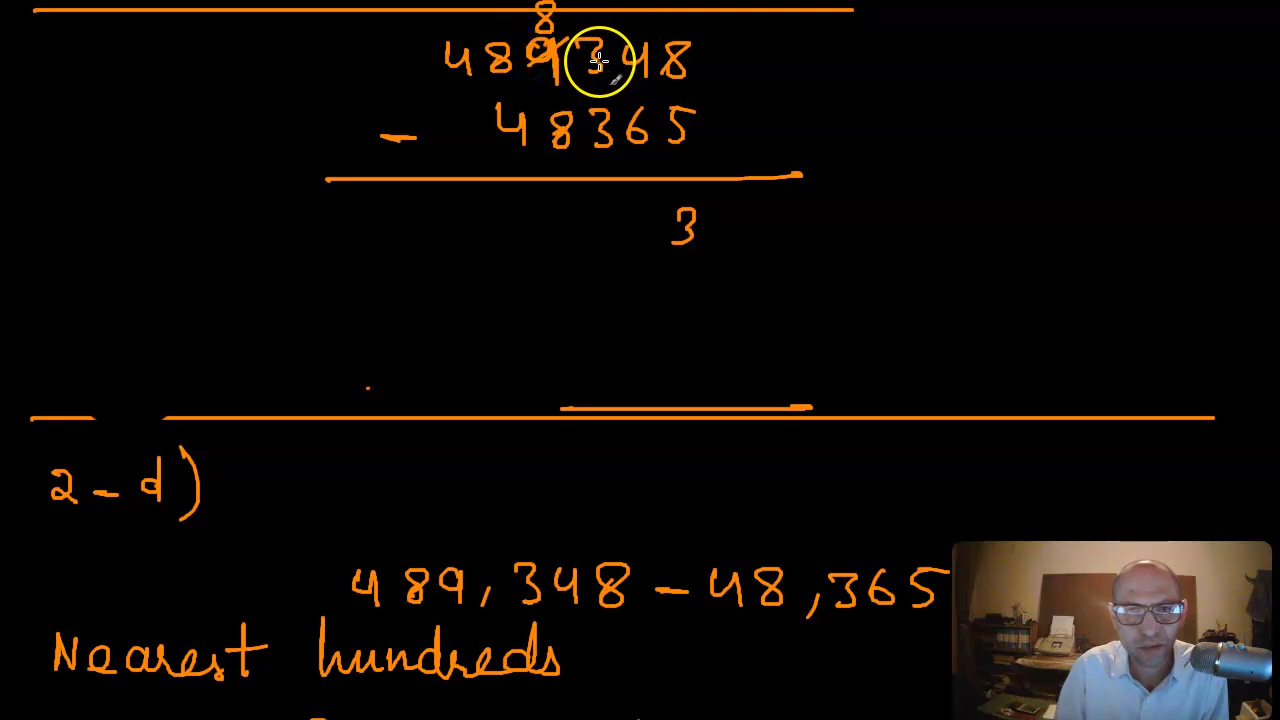 8
489348
- 48365
3
2-d)
489,348 - 48,365
Nearest hundreds